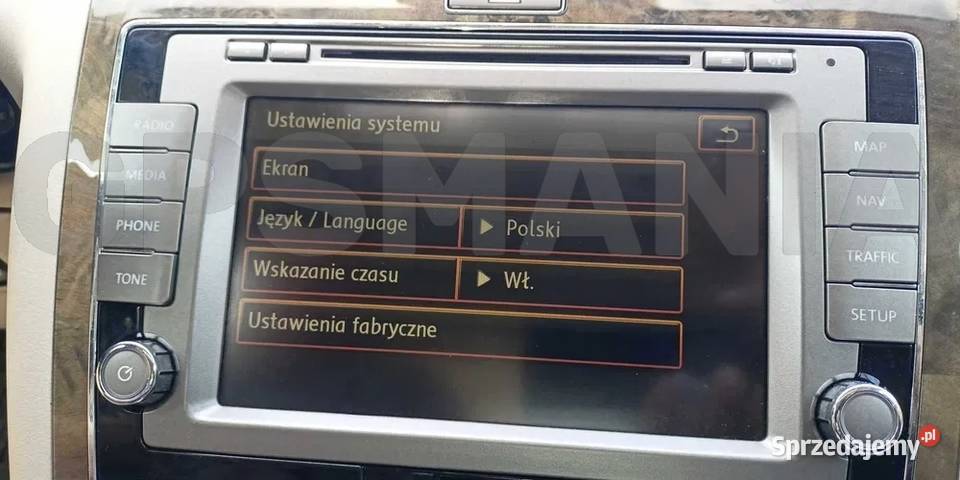 RADIO
MEDIA
PHONE
TONE
Ustawienia systemu
Ekran
Język / Language
Polski
Wskazanie czasu
Wł.
Ustawienia fabryczne
MAP
NAV
TRAFFIC
SETUP
GPSMANIA
Sprzedajemy.pl